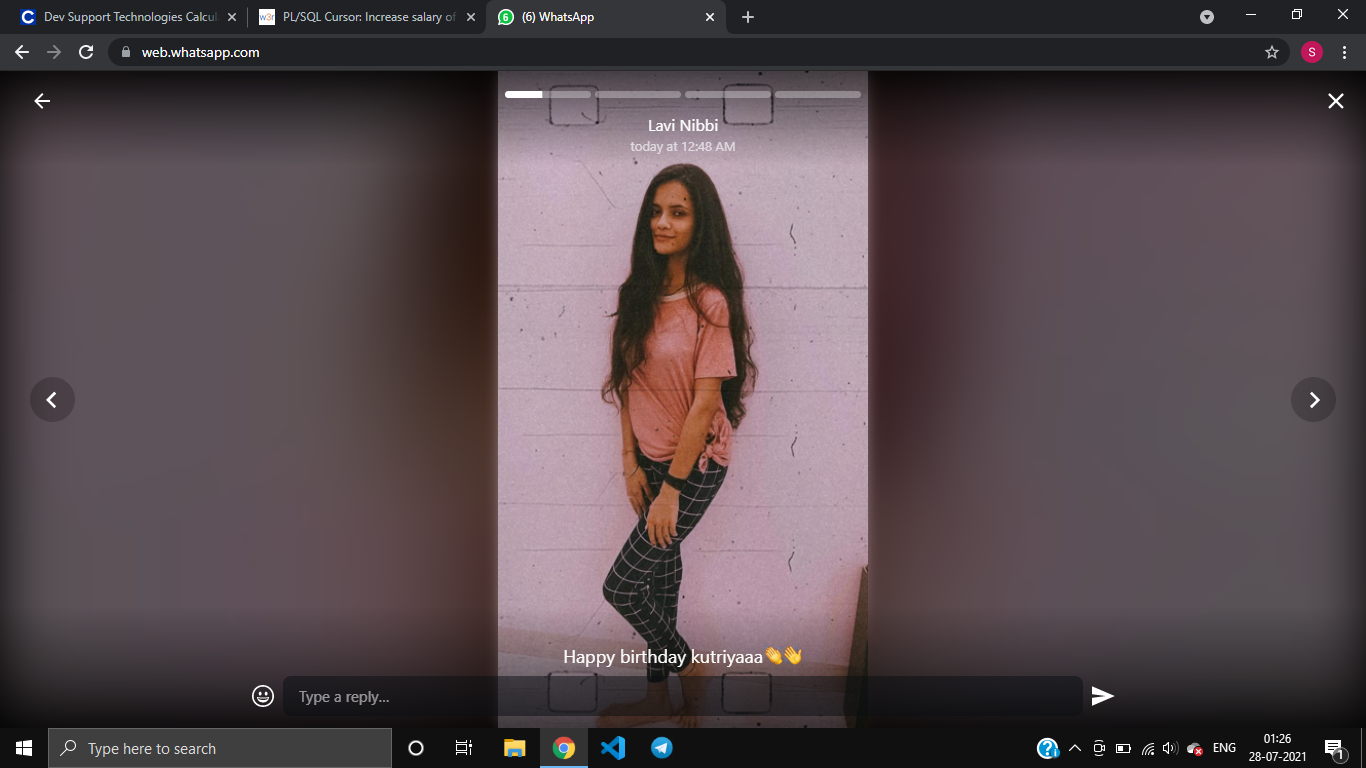 Dev Support Technologies Calcul
PL/SQL Cursor: Increase salary of
(6) WhatsApp
web.whatsapp.com
S
Lavi Nibbi
today at 12:48 AM
Happy birthday kutriyaaa👏👋
Type a reply...
Type here to search
ENG
01:26
28-07-2021
1